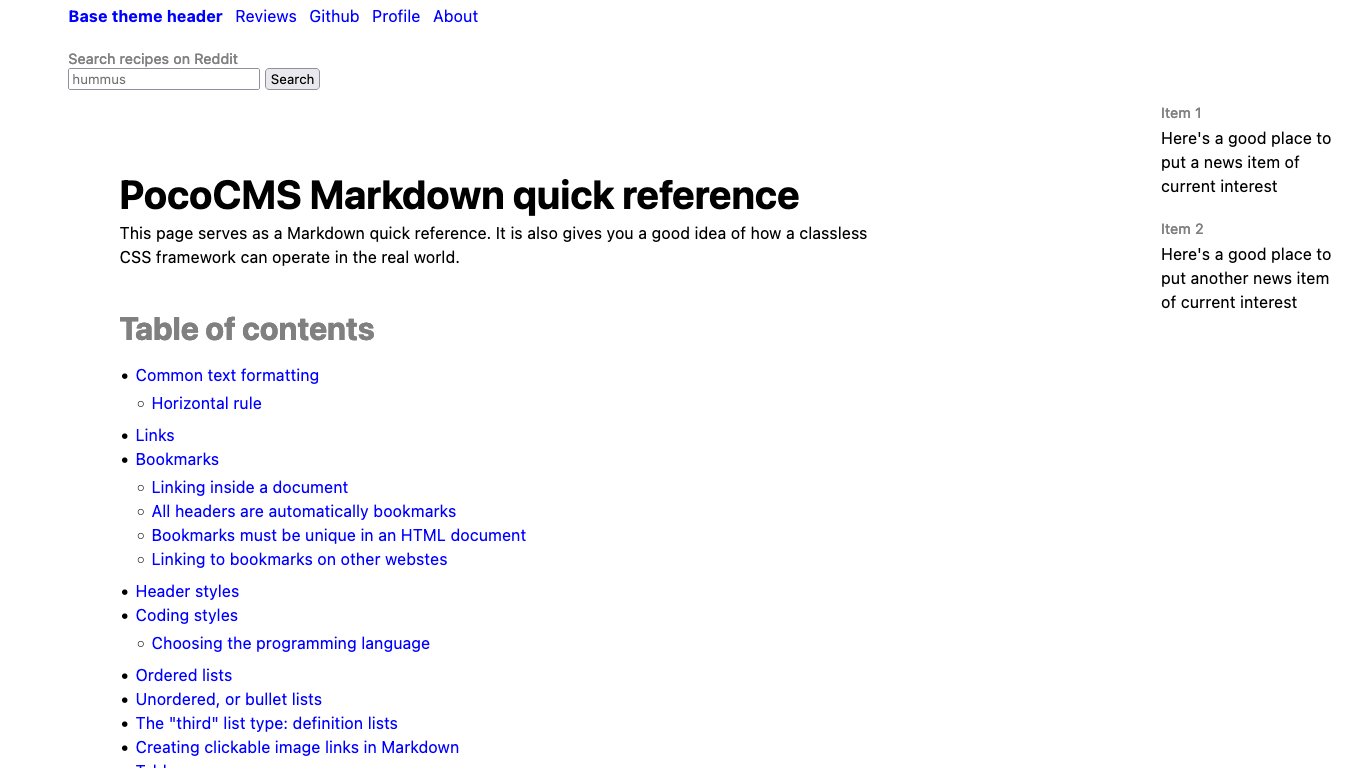 Base theme header Reviews Github Profile About
Search recipes on Reddit
hummus Search
PocoCMS Markdown quick reference
This page serves as a Markdown quick reference. It is also gives you a good idea of how a classless
CSS framework can operate in the real world.
Table of contents
• Common text formatting
◦ Horizontal rule
• Links
• Bookmarks
◦ Linking inside a document
◦ All headers are automatically bookmarks
◦ Bookmarks must be unique in an HTML document
◦ Linking to bookmarks on other webstes
• Header styles
• Coding styles
◦ Choosing the programming language
• Ordered lists
• Unordered, or bullet lists
• The "third" list type: definition lists
• Creating clickable image links in Markdown
Item 1
Here's a good place to
put a news item of
current interest
Item 2
Here's a good place to
put another news item
of current interest